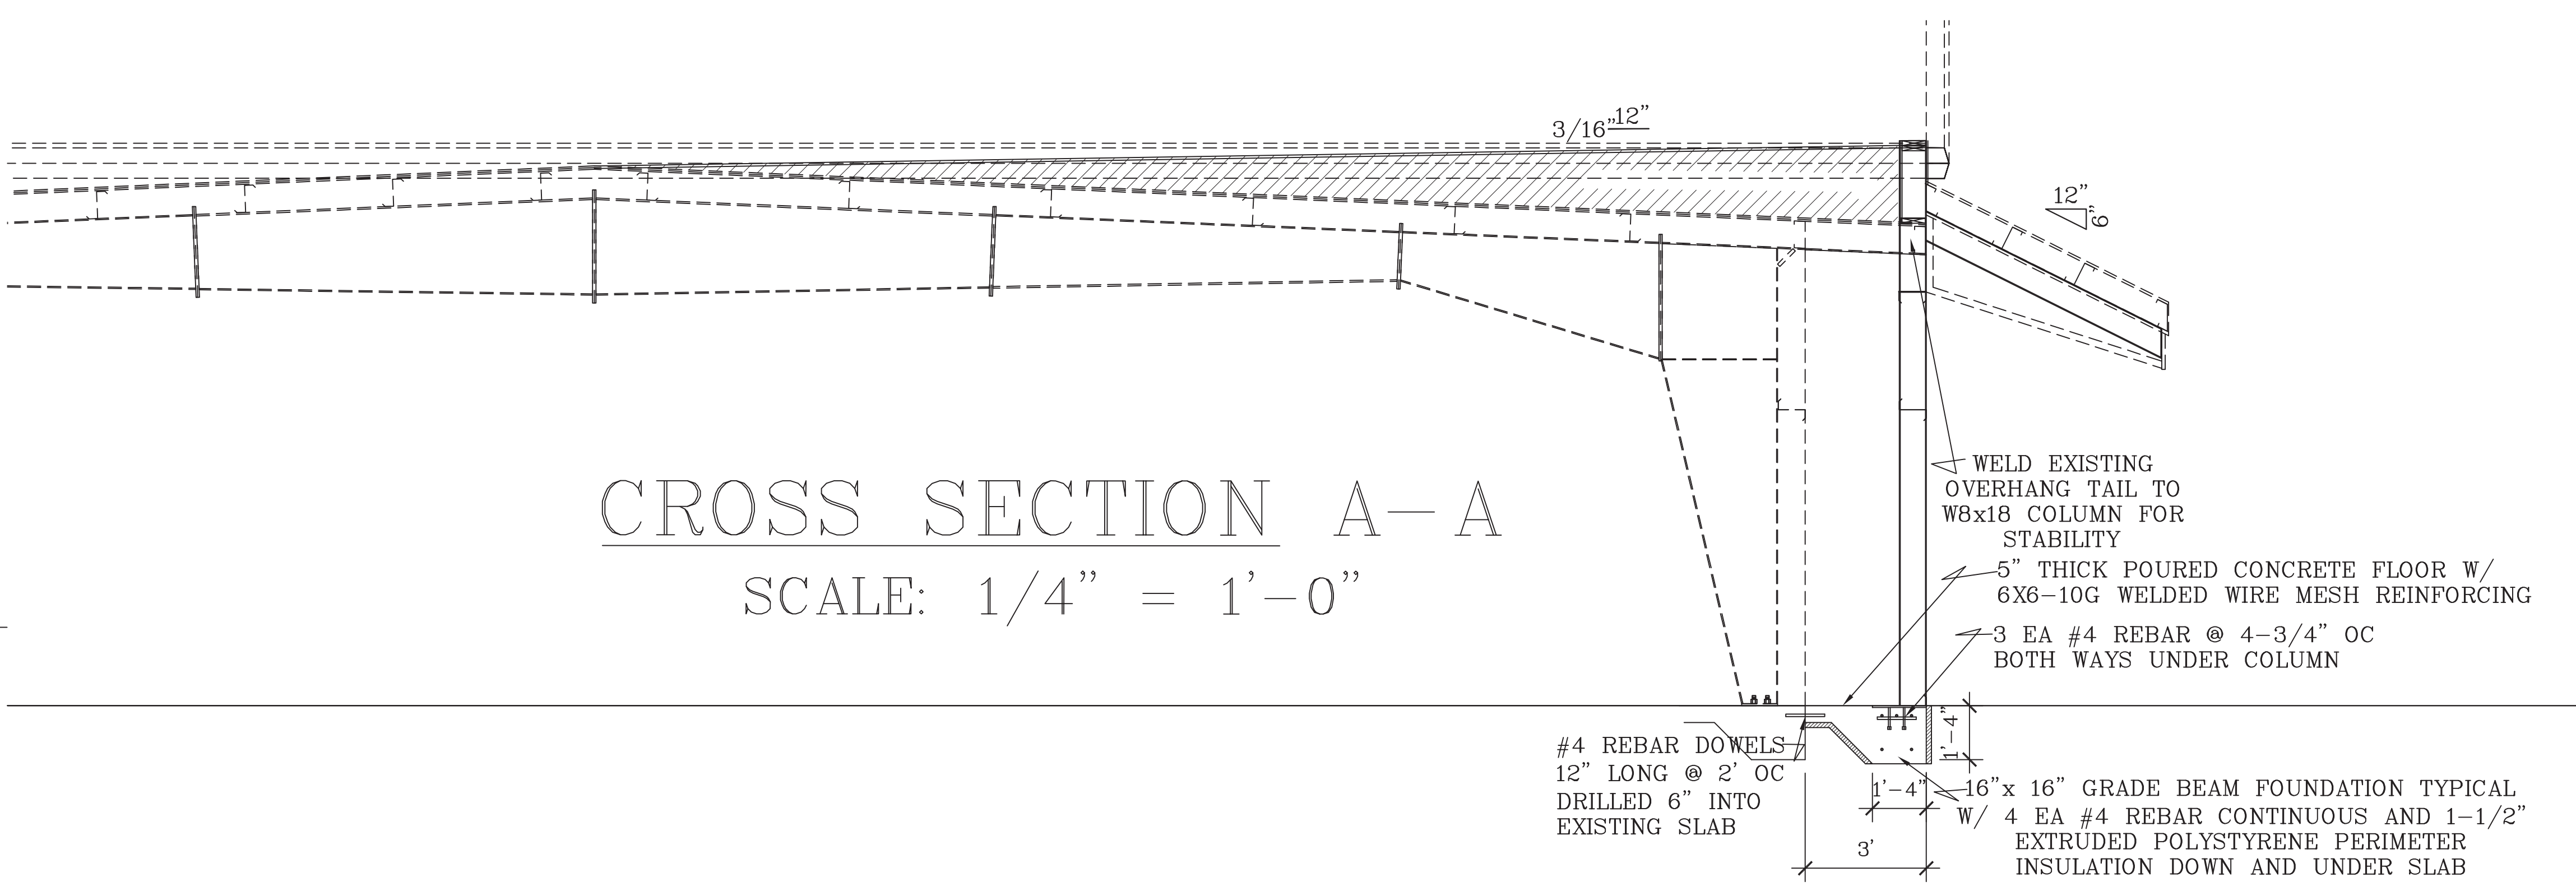 12"
3/16"
12"
6"
CROSS SECTION A-A
SCALE: 1/4" = 1'-0"
WELD EXISTING
OVERHANG TAIL TO
W8x18 COLUMN FOR
STABILITY
5" THICK POURED CONCRETE FLOOR W/
6X6-10G WELDED WIRE MESH REINFORCING
3 EA #4 REBAR @ 4-3/4" OC
BOTH WAYS UNDER COLUMN
1'-4"
#4 REBAR DOWELS
12" LONG @ 2' OC
DRILLED 6" INTO
EXISTING SLAB
1'-4"
3'
16"x 16" GRADE BEAM FOUNDATION TYPICAL
W/ 4 EA #4 REBAR CONTINUOUS AND 1-1/2"
EXTRUDED POLYSTYRENE PERIMETER
INSULATION DOWN AND UNDER SLAB